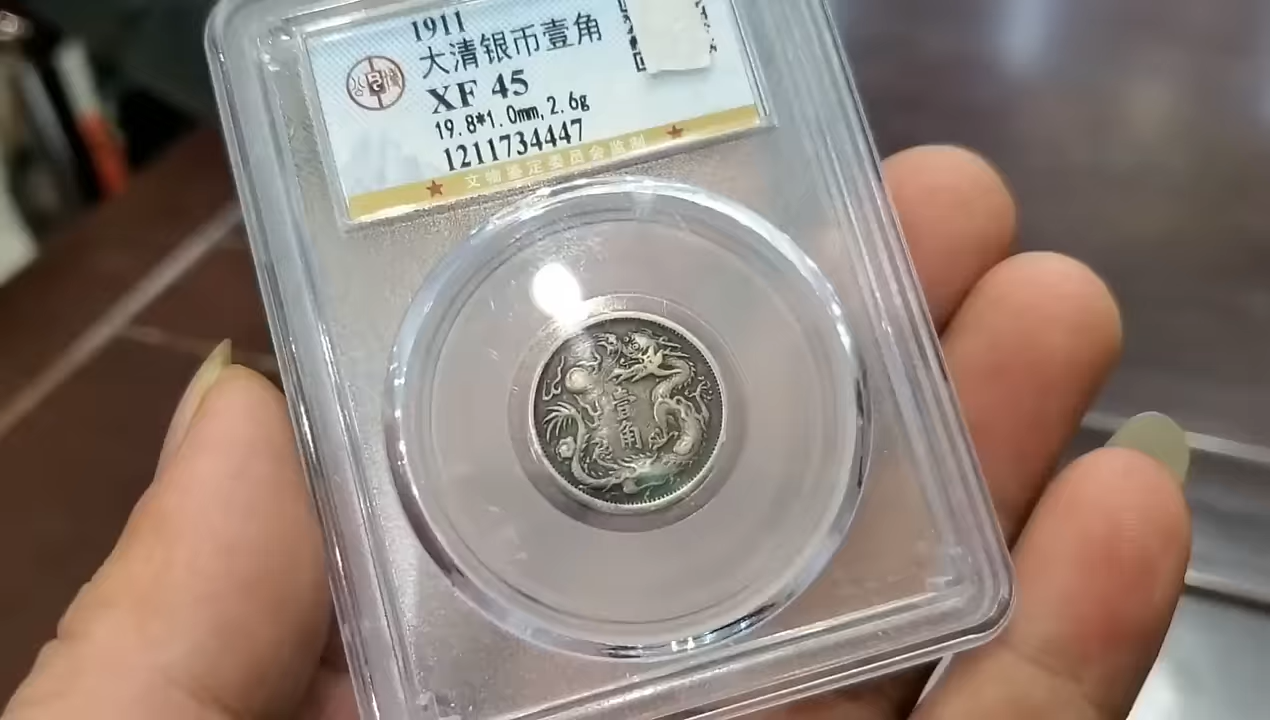 1911
大清银币壹角
XF 45
19.8*1.0mm, 2.6g
1211734447
文物鉴定委员会监制
壹角